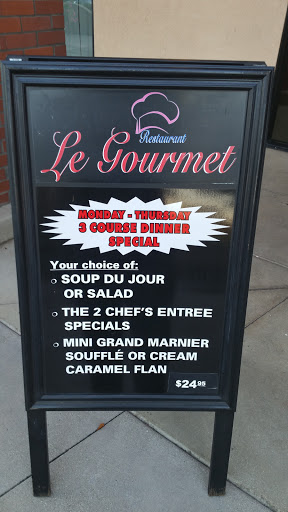 Restaurant
Le Gourmet
MONDAY - THURSDAY
3 COURSE DINNER
SPECIAL
Your choice of:
SOUP DU JOUR
OR SALAD
THE 2 CHEF'S ENTREE
SPECIALS
MINI GRAND MARNIER
SOUFFLÉ OR CREAM
CARAMEL FLAN
$24.95